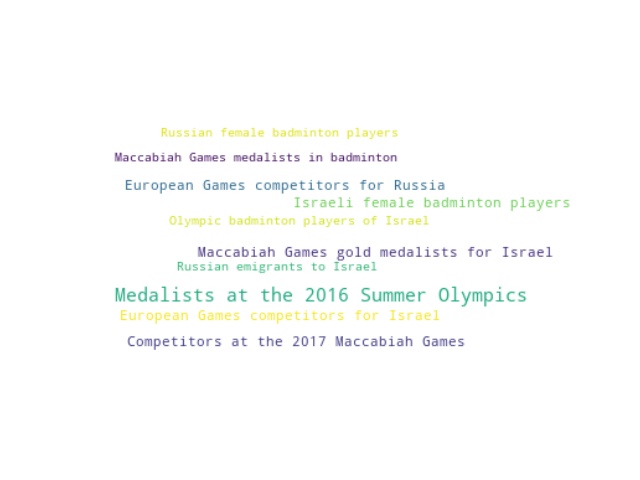 Russian female badminton players
Maccabiah Games medalists in badminton
European Games competitors for Russia
Israeli female badminton players
Olympic badminton players of Israel
Maccabiah Games gold medalists for Israel
Russian emigrants to Israel
Medalists at the 2016 Summer Olympics
European Games competitors for Israel
Competitors at the 2017 Maccabiah Games